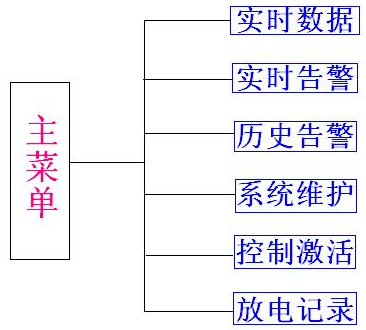 主菜单
实时数据
实时告警
历史告警
系统维护
控制激活
放电记录